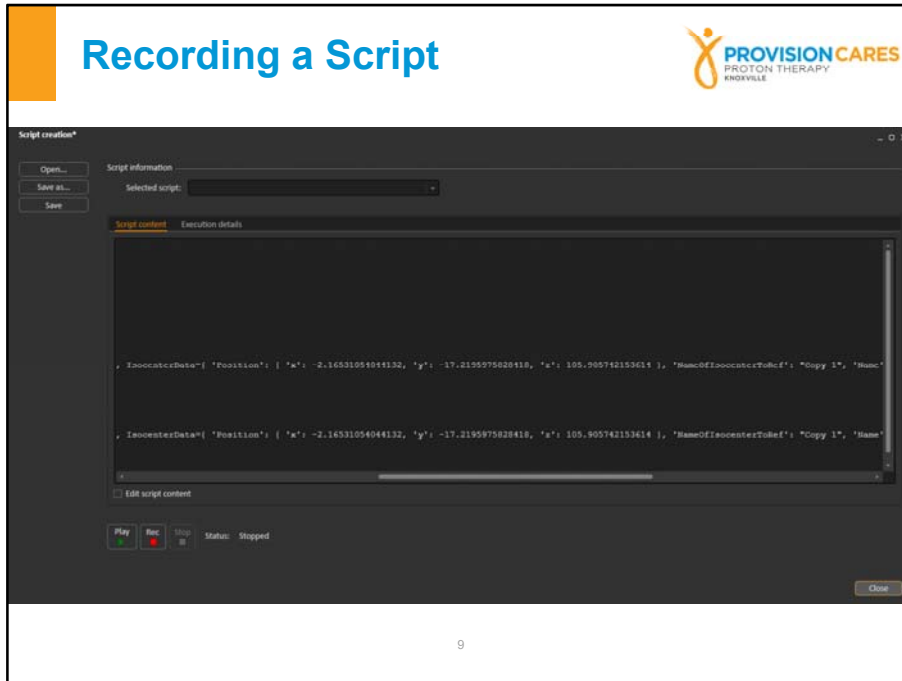 Recording a Script
PROVISION CARES
PROTON THERAPY
KNOXVILLE
Script creation*
Open...
Save as...
Save
Script information
Selected script:
Script content Execution details
, IsocenterData={ 'Position': { 'x': -2.16531054044132, 'y': -17.2195975828418, 'z': 105.905742153614 }, 'NameOfIsocenterToRef': "Copy 1", 'Name'
, IsocenterData={ 'Position': { 'x': -2.16531054044132, 'y': -17.2195975828418, 'z': 105.905742153614 }, 'NameOfIsocenterToRef': "Copy 1", 'Name'
Edit script content
Play Rec Stop Status: Stopped
Close
9